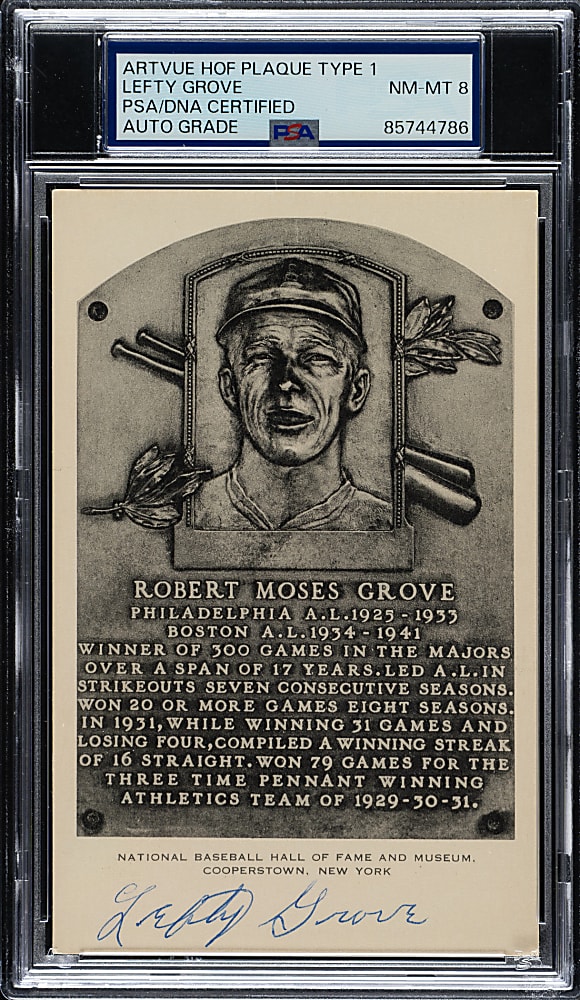 ARTVUE HOF PLAQUE TYPE 1
LEFTY GROVE NM-MT 8
PSA/DNA CERTIFIED
AUTO GRADE PSA 85744786
ROBERT MOSES GROVE
PHILADELPHIA A.L.1925-1933
BOSTON A.L.1934-1941
WINNER OF 300 GAMES IN THE MAJORS
OVER A SPAN OF 17 YEARS.LED A.L.IN
STRIKEOUTS SEVEN CONSECUTIVE SEASONS.
WON 20 OR MORE GAMES EIGHT SEASONS.
IN 1931,WHILE WINNING 31 GAMES AND
LOSING FOUR,COMPILED A WINNING STREAK
OF 16 STRAIGHT.WON 79 GAMES FOR THE
THREE TIME PENNANT WINNING
ATHLETICS TEAM OF 1929-30-31.
NATIONAL BASEBALL HALL OF FAME AND MUSEUM,
COOPERSTOWN, NEW YORK
Lefty Grove